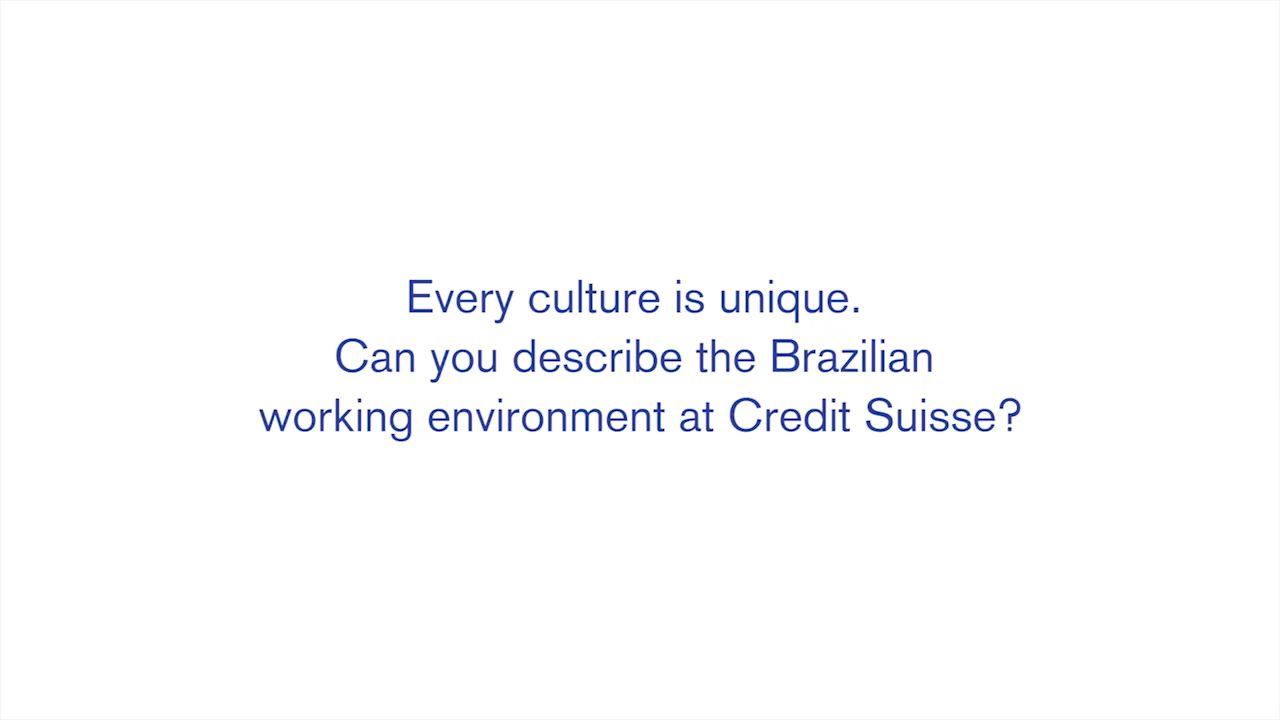 Every culture is unique.
Can you describe the Brazilian
working environment at Credit Suisse?